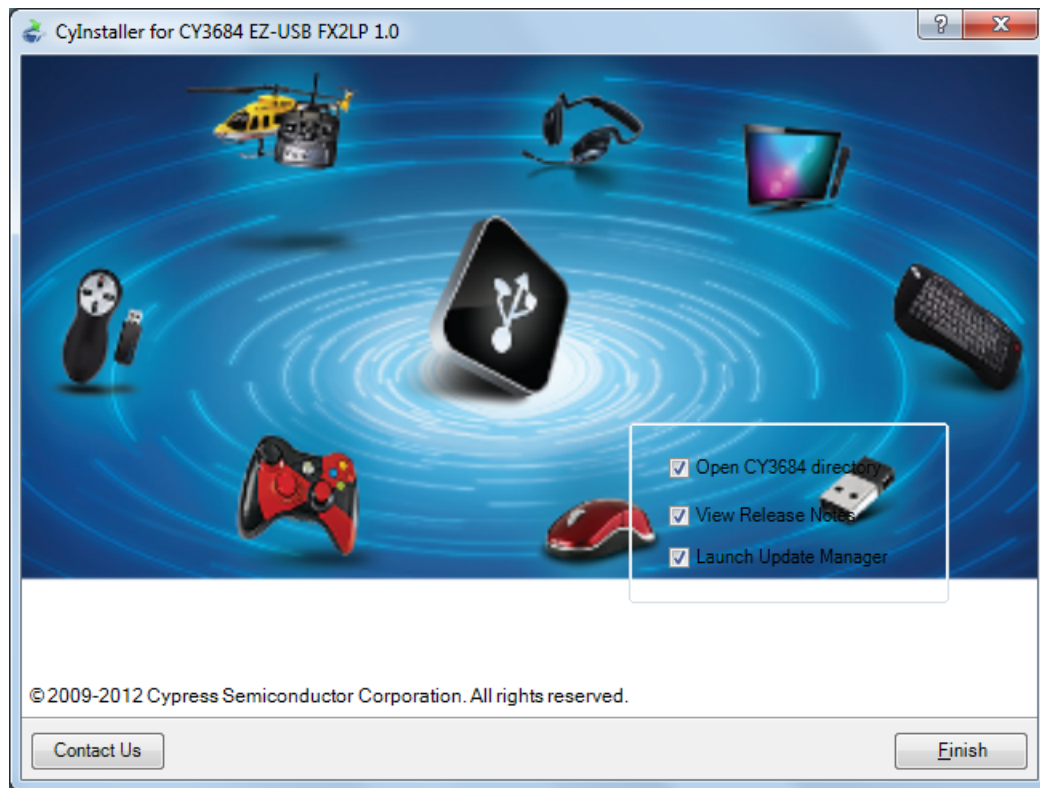 CyInstaller for CY3684 EZ-USB FX2LP 1.0
Open CY3684 directory
View Release Notes
Launch Update Manager
© 2009-2012 Cypress Semiconductor Corporation. All rights reserved.
Contact Us
Finish